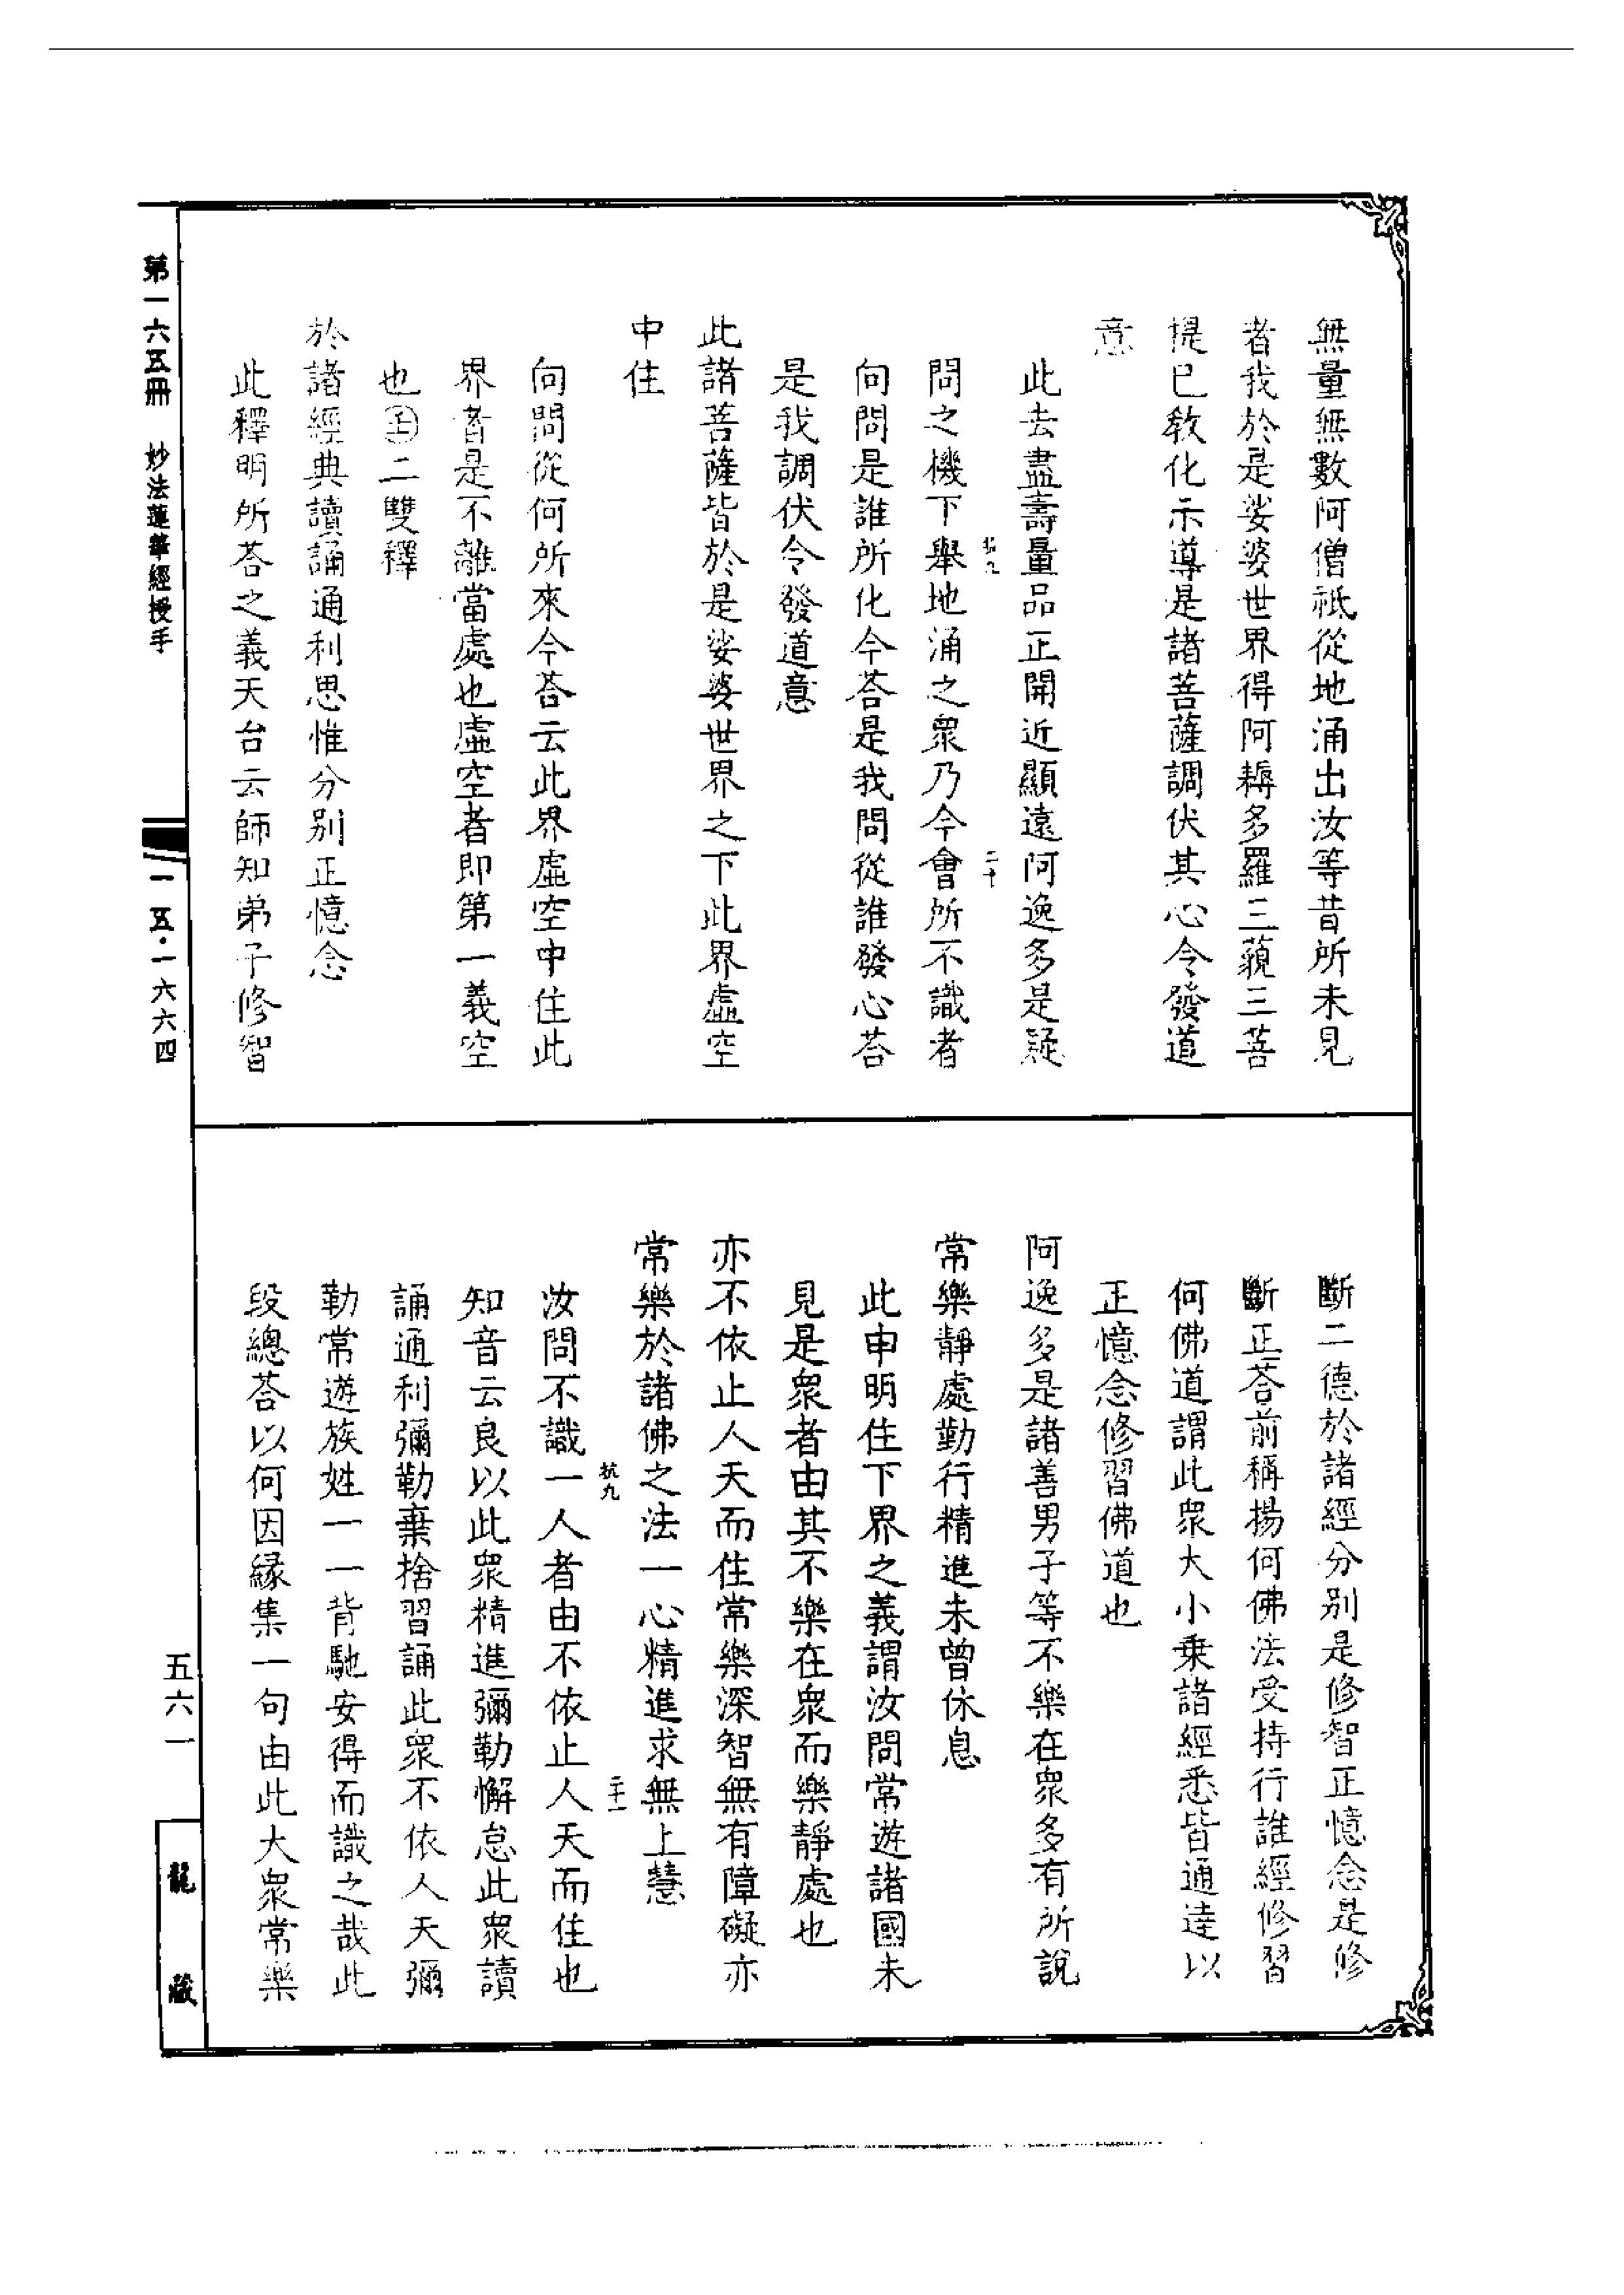 無量無數阿僧祇從地涌出汝等昔所未見
者我於是娑婆世界得阿耨多羅三藐三菩
提已敎化示導是諸菩薩調伏其心令發道
意
此去盡壽量品正開近顯遠阿逸多是疑
問之機下舉地涌之衆乃今會所不識者
向問是誰所化今荅是我問從誰發心荅
是我調伏令發道意
此諸菩薩皆於是娑婆世界之下此界虛空
中住
向問從何所來今荅云此界虛空中住此
界者是不離當處也虛空者即第一義空
也㊣二雙釋
於諸經典讀誦通利思惟分别正憶念
此釋明所荅之義天台云師知弟子修智
斷二德於諸經分别是修智正憶念是修
斷正荅前稱揚何佛法受持行誰經修習
何佛道謂此衆大小乗諸經悉皆通達以
正憶念修習佛道也
阿逸多是諸善男子等不樂在衆多有所說
常樂靜處勤行精進未曾休息
此申明住下界之義謂汝問常遊諸國未
見是衆者由其不樂在衆而樂靜處也
亦不依止人天而住常樂深智無有障礙亦
常樂於諸佛之法一心精進求無上慧
汝問不識一人者由不依止人天而住也
知音云良以此衆精進彌勒懈怠此衆讀
誦通利彌勒棄捨習誦此衆不依人天彌
勒常遊族姓一一背馳安得而識之哉此
段總荅以何因緣集一句由此大衆常樂
杭九
二十
杭九
二十一
第一六五冊
妙法蓮華經授手
一五·一六六四
五六一
龍藏